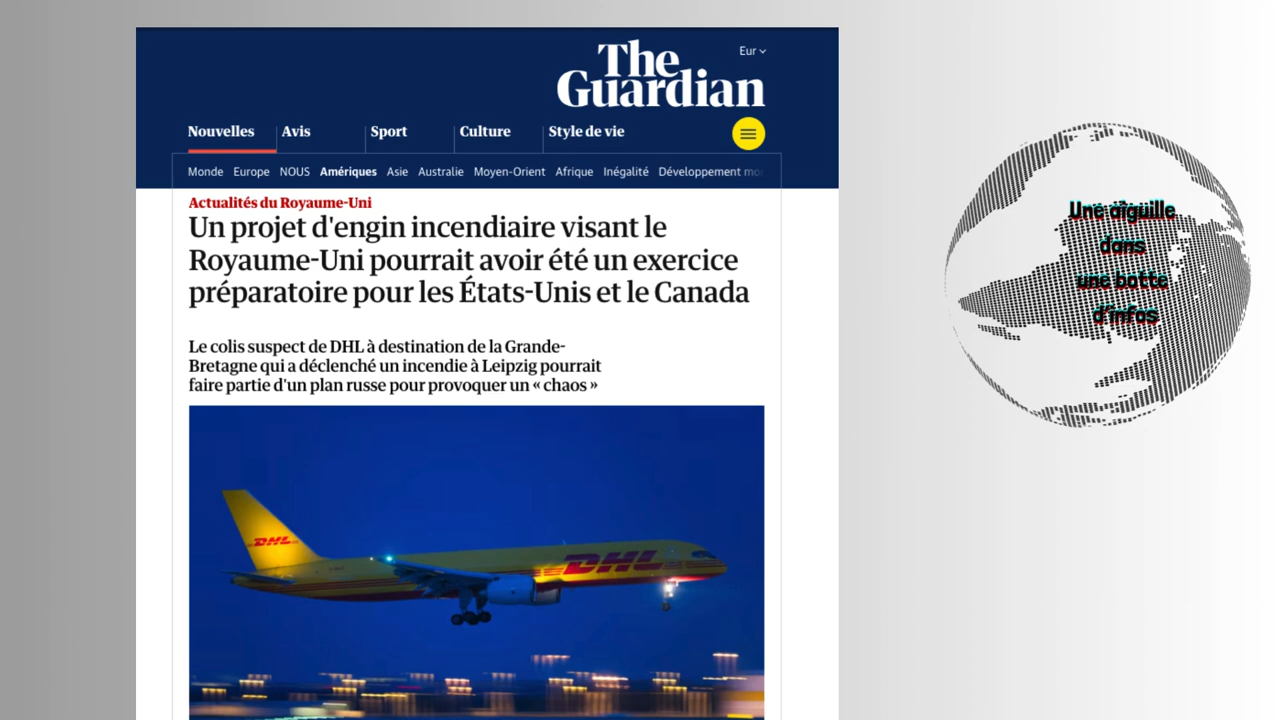 The
Guardian
Eur
Nouvelles Avis Sport Culture Style de vie
Monde Europe NOUS Amériques Asie Australie Moyen-Orient Afrique Inégalité Développement
Actualités du Royaume-Uni
Un projet d'engin incendiaire visant le
Royaume-Uni pourrait avoir été un exercice
préparatoire pour les États-Unis et le Canada
Le colis suspect de DHL à destination de la Grande-
Bretagne qui a déclenché un incendie à Leipzig pourrait
faire partie d'un plan russe pour provoquer un « chaos »
DHL
DHL
Une aiguille
dans
une botte
d'infos